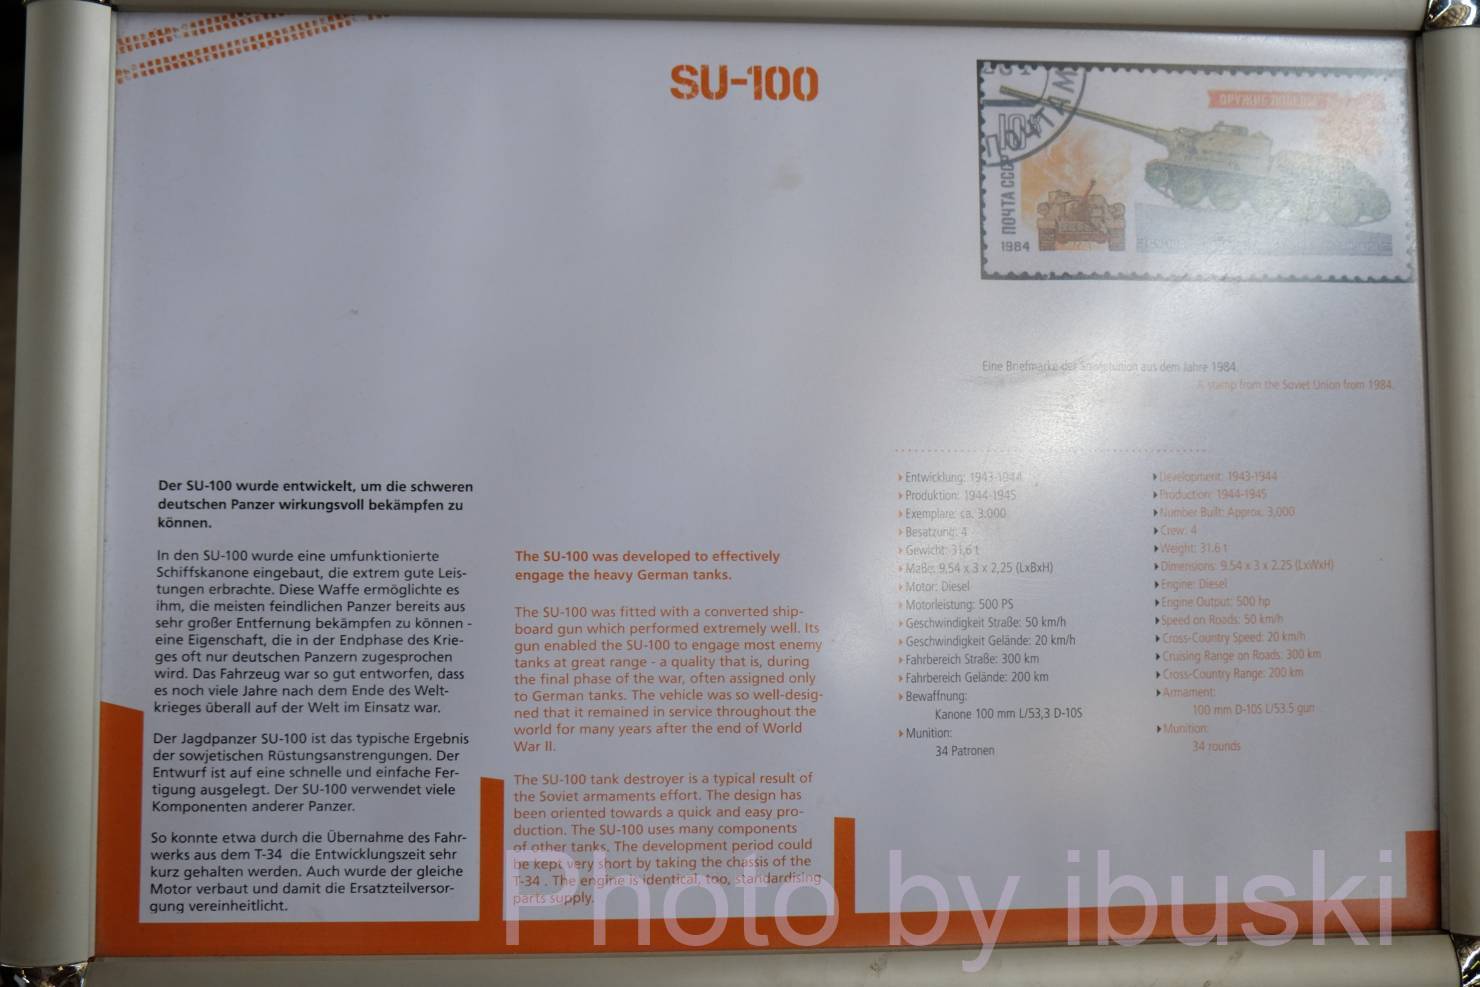 SU-100
ОРУЖИЕ ПОБЕДЫ
10к
ПОЧТА СССР
1984
Eine Briefmarke der Sowjetunion aus dem Jahre 1984.
A stamp from the Soviet Union from 1984.
Der SU-100 wurde entwickelt, um die schweren
deutschen Panzer wirkungsvoll bekämpfen zu
können.
In den SU-100 wurde eine umfunktionierte
Schiffskanone eingebaut, die extrem gute Leis-
tungen erbrachte. Diese Waffe ermöglichte es
ihm, die meisten feindlichen Panzer bereits aus
sehr großer Entfernung bekämpfen zu können -
eine Eigenschaft, die in der Endphase des Krie-
ges oft nur deutschen Panzern zugesprochen
wird. Das Fahrzeug war so gut entworfen, dass
es noch viele Jahre nach dem Ende des Welt-
krieges überall auf der Welt im Einsatz war.
Der Jagdpanzer SU-100 ist das typische Ergebnis
der sowjetischen Rüstungsanstrengungen. Der
Entwurf ist auf eine schnelle und einfache Fer-
tigung ausgelegt. Der SU-100 verwendet viele
Komponenten anderer Panzer.
So konnte etwa durch die Übernahme des Fahr-
werks aus dem T-34 die Entwicklungszeit sehr
kurz gehalten werden. Auch wurde der gleiche
Motor verbaut und damit die Ersatzteilversor-
gung vereinheitlicht.
The SU-100 was developed to effectively
engage the heavy German tanks.
The SU-100 was fitted with a converted ship-
board gun which performed extremely well. Its
gun enabled the SU-100 to engage most enemy
tanks at great range - a quality that is, during
the final phase of the war, often assigned only
to German tanks. The vehicle was so well-desig-
ned that it remained in service throughout the
world for many years after the end of World
War II.
The SU-100 tank destroyer is a typical result of
the Soviet armaments effort. The design has
been oriented towards a quick and easy pro-
duction. The SU-100 uses many components
of other tanks. The development period could
be kept very short by taking the chassis of the
T-34 . The engine is identical, too, standardising
parts supply.
Entwicklung: 1943-1944
Produktion: 1944-1945
Exemplare: ca. 3.000
Besatzung: 4
Gewicht: 31,6 t
Maße: 9,54 x 3 x 2,25 (LxBxH)
Motor: Diesel
Motorleistung: 500 PS
Geschwindigkeit Straße: 50 km/h
Geschwindigkeit Gelände: 20 km/h
Fahrbereich Straße: 300 km
Fahrbereich Gelände: 200 km
Bewaffnung:
Kanone 100 mm L/53,3 D-10S
Munition:
34 Patronen
Development: 1943-1944
Production: 1944-1945
Number Built: Approx. 3,000
Crew: 4
Weight: 31.6 t
Dimensions: 9.54 x 3 x 2.25 (LxWxH)
Engine: Diesel
Engine Output: 500 hp
Speed on Roads: 50 km/h
Cross-Country Speed: 20 km/h
Cruising Range on Roads: 300 km
Cross-Country Range: 200 km
Armament:
100 mm D-10S L/53.5 gun
Munition:
34 rounds
Photo by ibuski